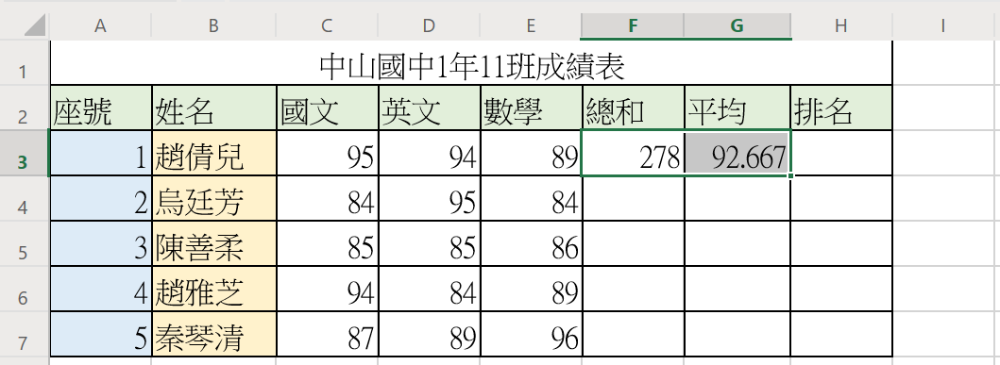 A B C D E F G H I
1 中山國中1年11班成績表
2 座號 姓名 國文 英文 數學 總和 平均 排名
3 1 趙倩兒 95 94 89 278 92.667
4 2 烏廷芳 84 95 84
5 3 陳善柔 85 85 86
6 4 趙雅芝 94 84 89
7 5 秦琴清 87 89 96